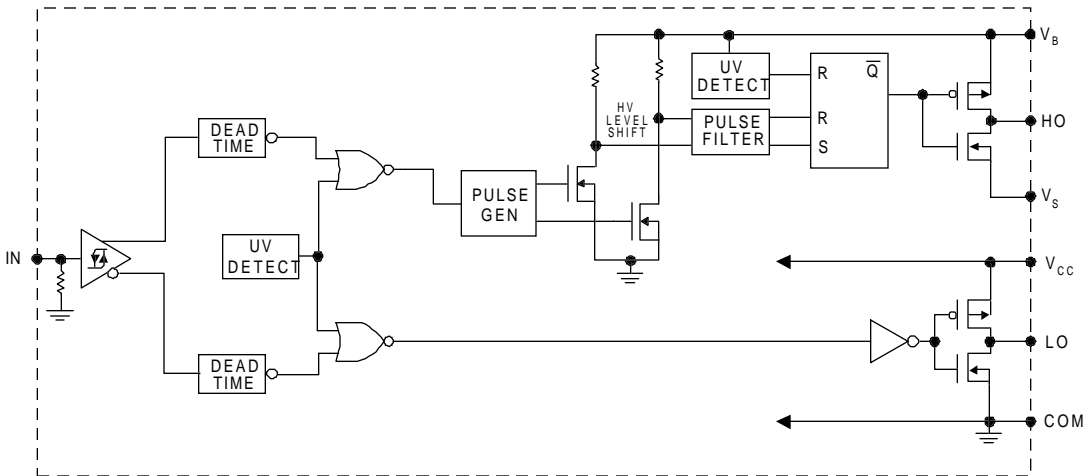 V_B
UV
DETECT
R
Q̅
HV
LEVEL
SHIFT
PULSE
FILTER
R
S
HO
DEAD
TIME
PULSE
GEN
V_S
IN
UV
DETECT
V_CC
DEAD
TIME
LO
COM